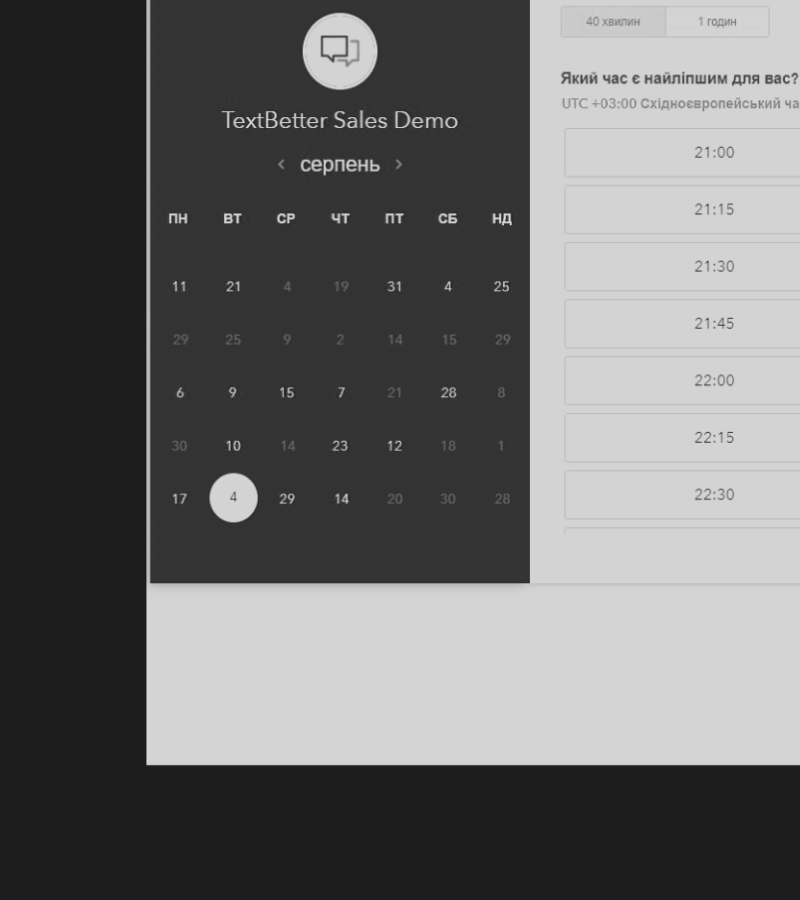 TextBetter Sales Demo
серпень
ПН ВТ СР ЧТ ПТ СБ НД
11 21 4 19 31 4 25
29 25 9 2 14 15 29
6 9 15 7 21 28 8
30 10 14 23 12 18 1
17 4 29 14 20 30 28
40 хвилин 1 годин
Який час є найліпшим для вас?
UTC +03:00 Східноєвропейський ча
21:00
21:15
21:30
21:45
22:00
22:15
22:30